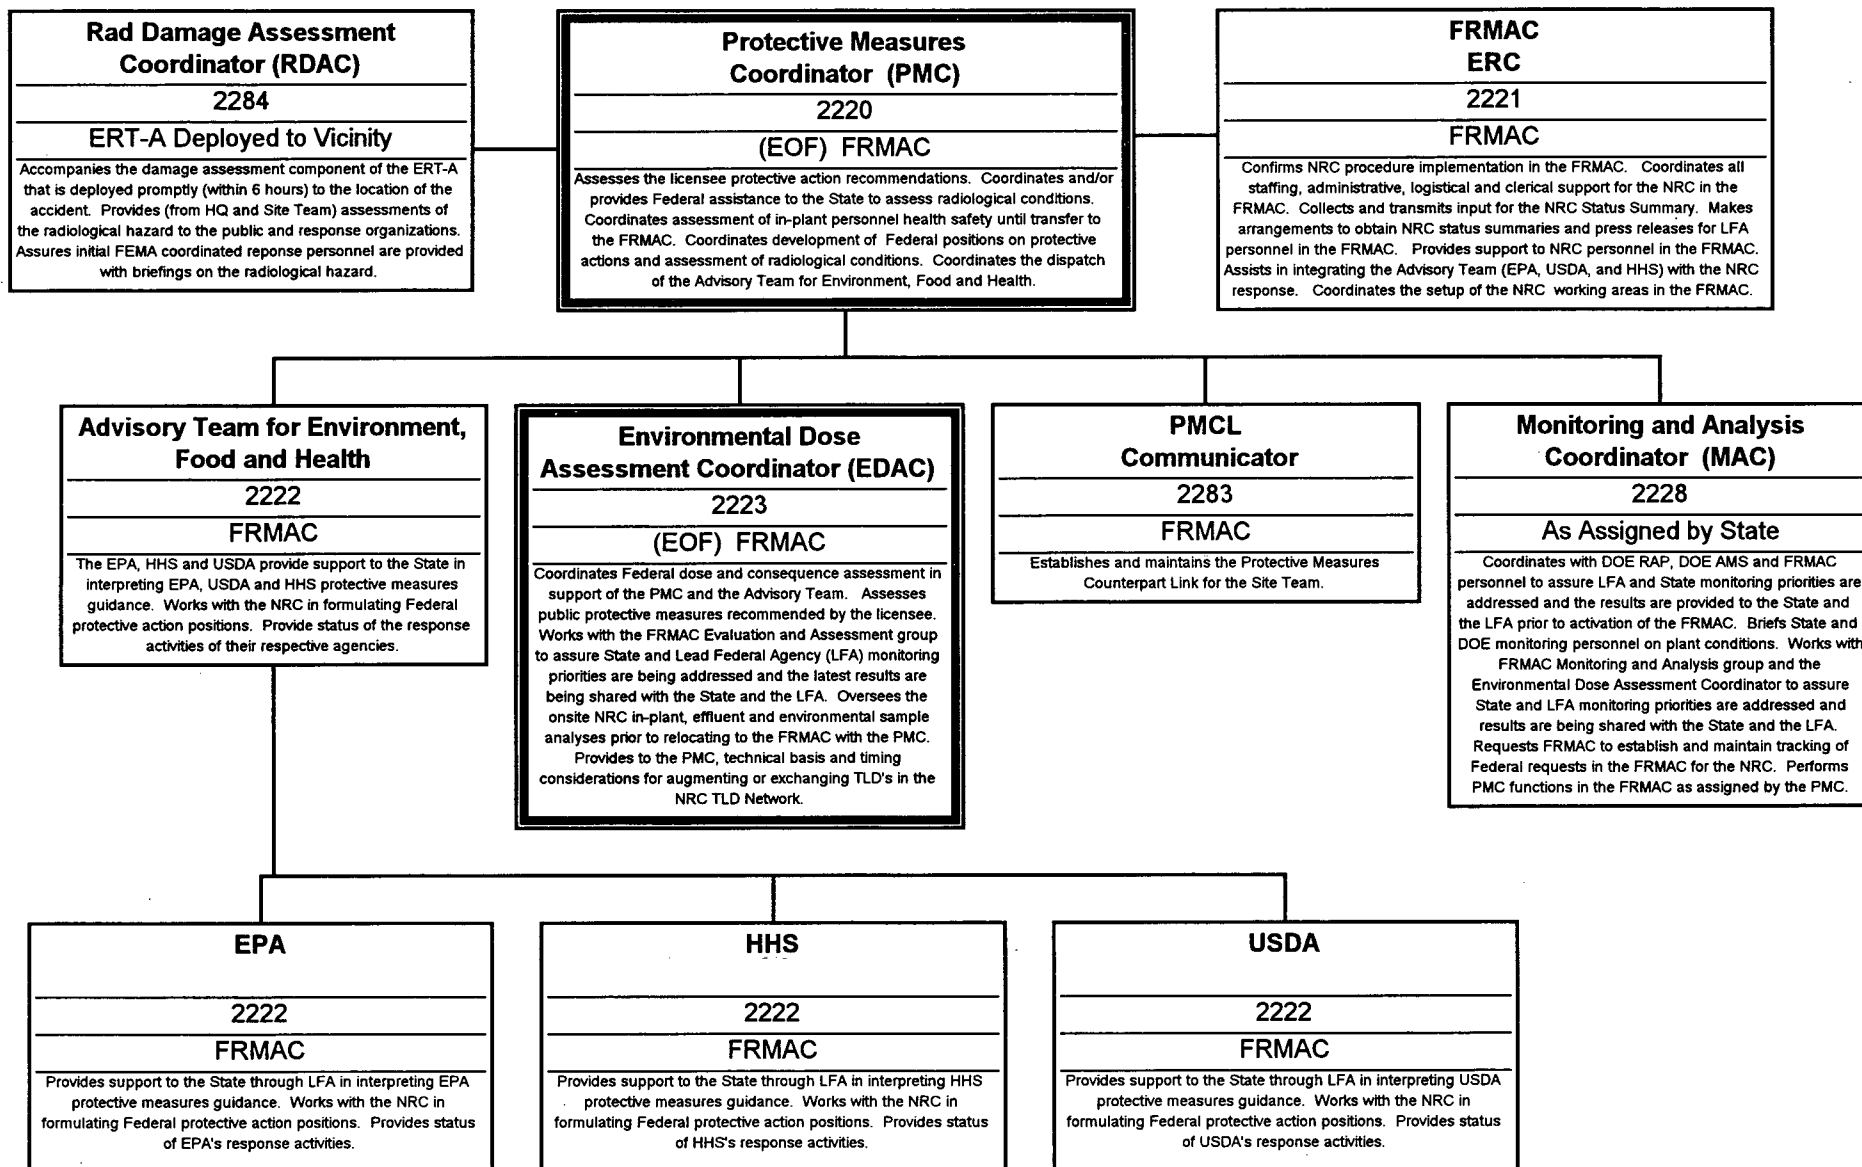 Rad Damage Assessment
Coordinator (RDAC)
2284
ERT-A Deployed to Vicinity
Accompanies the damage assessment component of the ERT-A
that is deployed promptly (within 6 hours) to the location of the
accident. Provides (from HQ and Site Team) assessments of
the radiological hazard to the public and response organizations.
Assures initial FEMA coordinated reponse personnel are provided
with briefings on the radiological hazard.
Protective Measures
Coordinator (PMC)
2220
(EOF) FRMAC
Assesses the licensee protective action recommendations. Coordinates and/or
provides Federal assistance to the State to assess radiological conditions.
Coordinates assessment of in-plant personnel health safety until transfer to
the FRMAC. Coordinates development of Federal positions on protective
actions and assessment of radiological conditions. Coordinates the dispatch
of the Advisory Team for Environment, Food and Health.
FRMAC
ERC
2221
FRMAC
Confirms NRC procedure implementation in the FRMAC. Coordinates all
staffing, administrative, logistical and clerical support for the NRC in the
FRMAC. Collects and transmits input for the NRC Status Summary. Makes
arrangements to obtain NRC status summaries and press releases for LFA
personnel in the FRMAC. Provides support to NRC personnel in the FRMAC.
Assists in integrating the Advisory Team (EPA, USDA, and HHS) with the NRC
response. Coordinates the setup of the NRC working areas in the FRMAC.
Advisory Team for Environment,
Food and Health
2222
FRMAC
The EPA, HHS and USDA provide support to the State in
interpreting EPA, USDA and HHS protective measures
guidance. Works with the NRC in formulating Federal
protective action positions. Provide status of the response
activities of their respective agencies.
Environmental Dose
Assessment Coordinator (EDAC)
2223
(EOF) FRMAC
Coordinates Federal dose and consequence assessment in
support of the PMC and the Advisory Team. Assesses
public protective measures recommended by the licensee.
Works with the FRMAC Evaluation and Assessment group
to assure State and Lead Federal Agency (LFA) monitoring
priorities are being addressed and the latest results are
being shared with the State and the LFA. Oversees the
onsite NRC in-plant, effluent and environmental sample
analyses prior to relocating to the FRMAC with the PMC.
Provides to the PMC, technical basis and timing
considerations for augmenting or exchanging TLD's in the
NRC TLD Network.
PMCL
Communicator
2283
FRMAC
Establishes and maintains the Protective Measures
Counterpart Link for the Site Team.
Monitoring and Analysis
Coordinator (MAC)
2228
As Assigned by State
Coordinates with DOE RAP, DOE AMS and FRMAC
personnel to assure LFA and State monitoring priorities are
addressed and the results are provided to the State and
the LFA prior to activation of the FRMAC. Briefs State and
DOE monitoring personnel on plant conditions. Works with
FRMAC Monitoring and Analysis group and the
Environmental Dose Assessment Coordinator to assure
State and LFA monitoring priorities are addressed and
results are being shared with the State and the LFA.
Requests FRMAC to establish and maintain tracking of
Federal requests in the FRMAC for the NRC. Performs
PMC functions in the FRMAC as assigned by the PMC.
EPA
2222
FRMAC
Provides support to the State through LFA in interpreting EPA
protective measures guidance. Works with the NRC in
formulating Federal protective action positions. Provides status
of EPA's response activities.
HHS
2222
FRMAC
Provides support to the State through LFA in interpreting HHS
protective measures guidance. Works with the NRC in
formulating Federal protective action positions. Provides status
of HHS's response activities.
USDA
2222
FRMAC
Provides support to the State through LFA in interpreting USDA
protective measures guidance. Works with the NRC in
formulating Federal protective action positions. Provides status
of USDA's response activities.